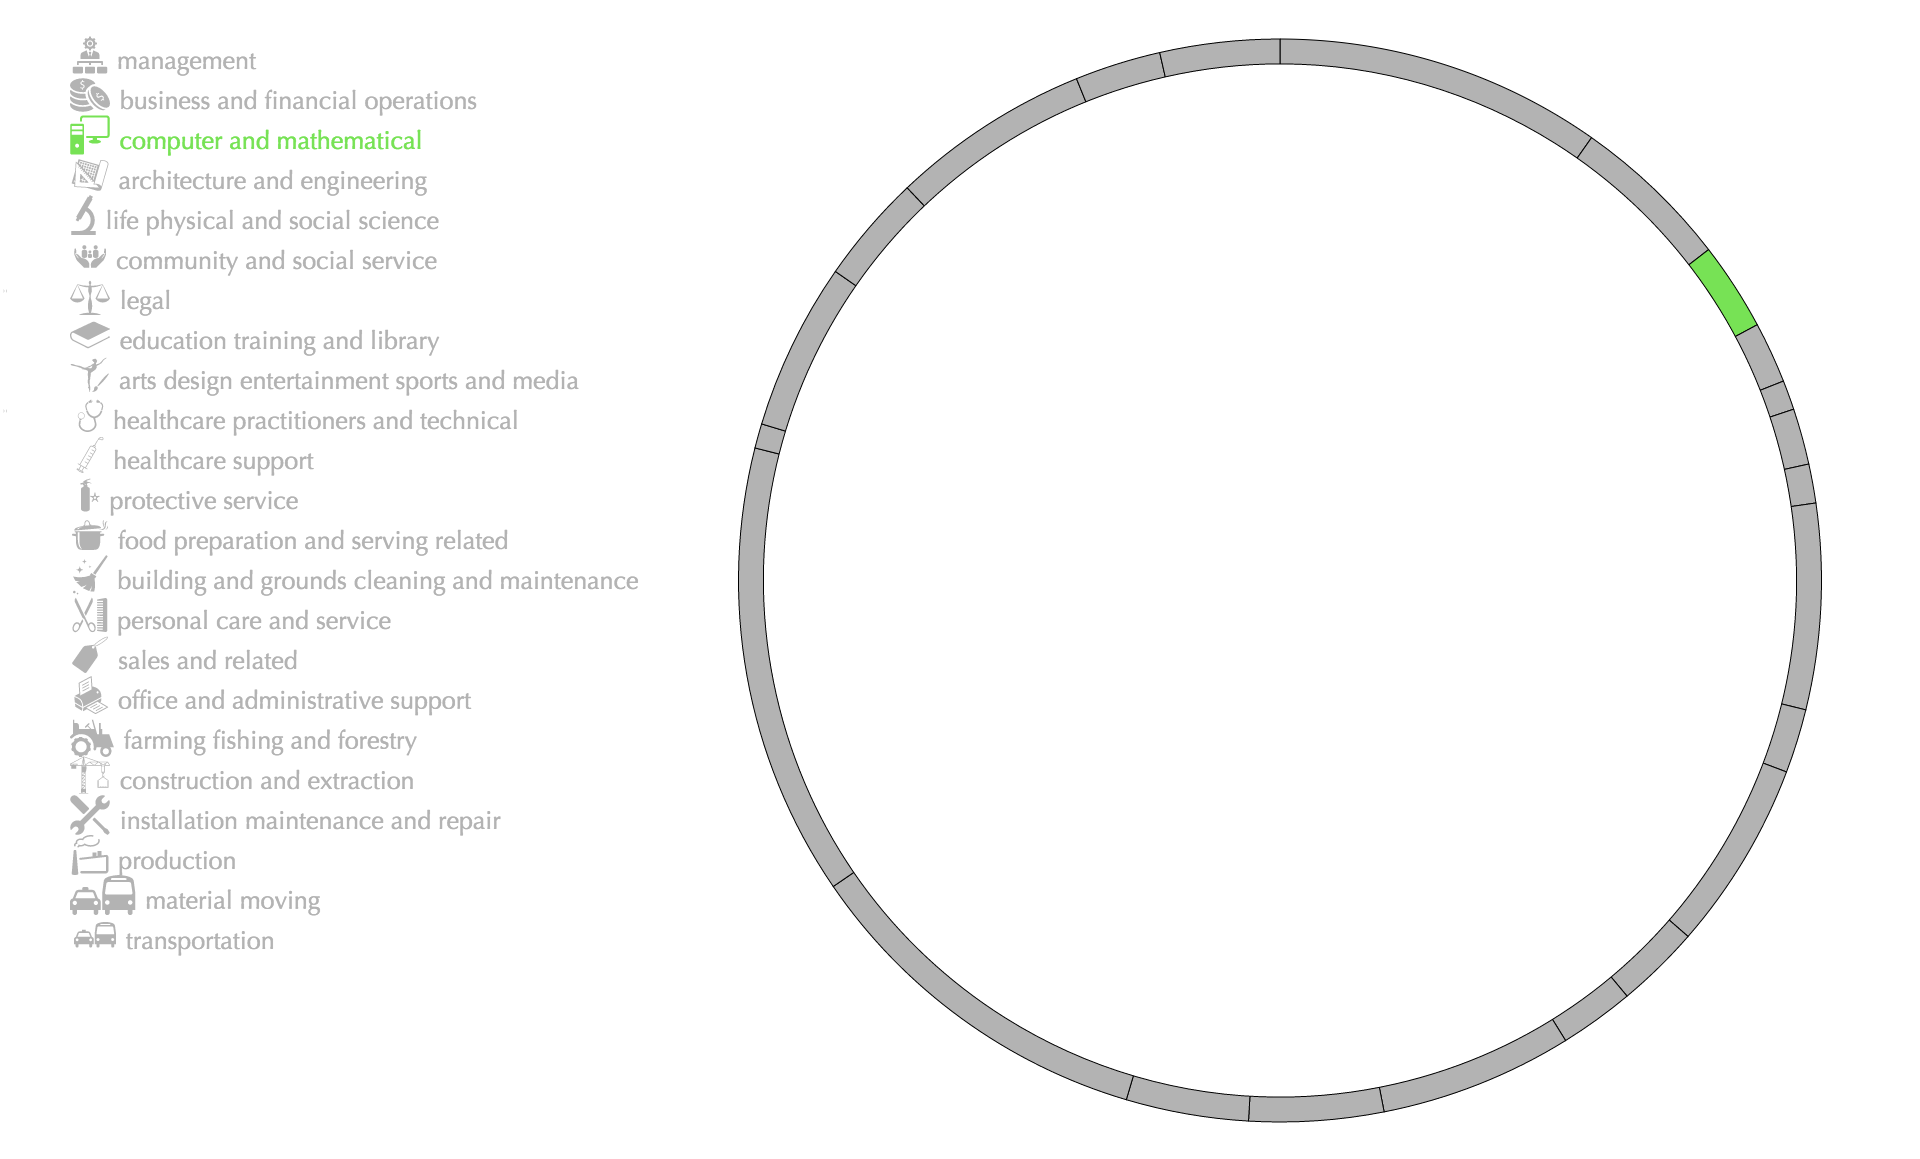 management
business and financial operations
computer and mathematical
architecture and engineering
life physical and social science
community and social service
legal
education training and library
arts design entertainment sports and media
healthcare practitioners and technical
healthcare support
protective service
food preparation and serving related
building and grounds cleaning and maintenance
personal care and service
sales and related
office and administrative support
farming fishing and forestry
construction and extraction
installation maintenance and repair
production
material moving
transportation